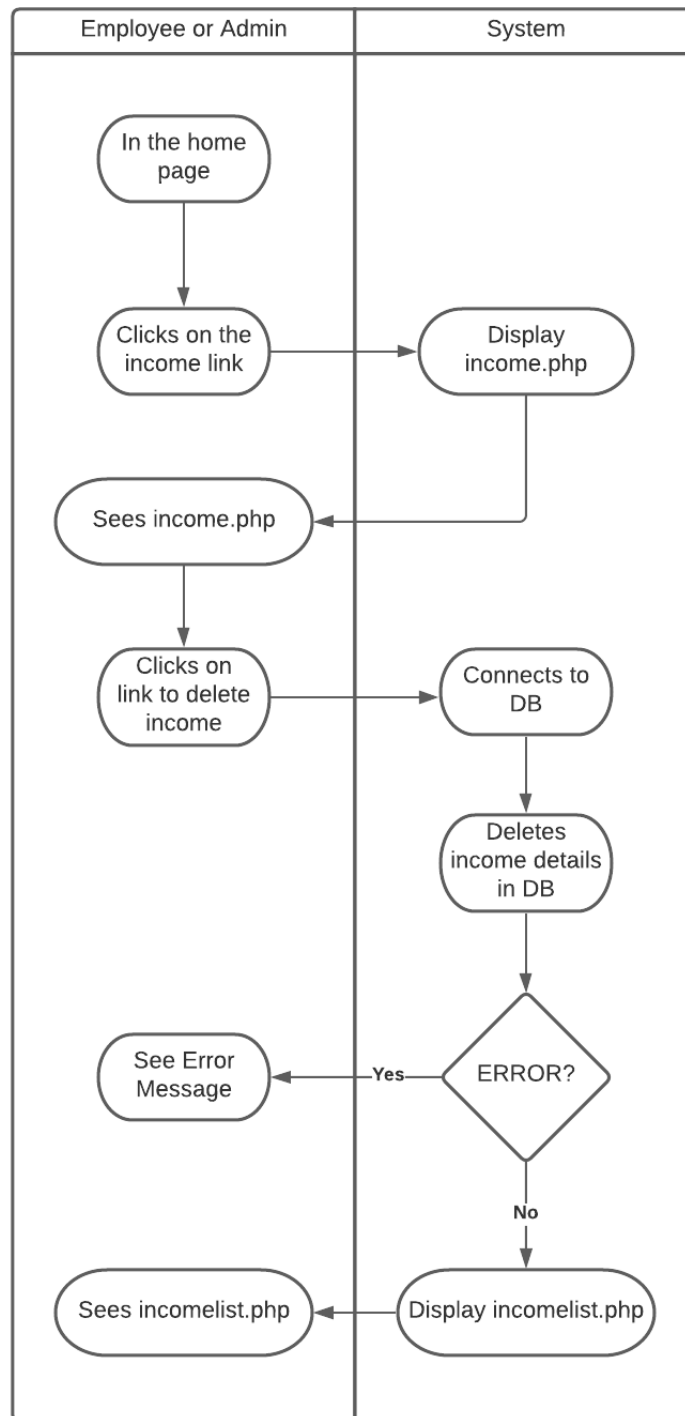 Employee or Admin
System
In the home
page
Clicks on the
income link
Display
income.php
Sees income.php
Clicks on
link to delete
income
Connects to
DB
Deletes
income details
in DB
ERROR?
Yes
See Error
Message
No
Display incomelist.php
Sees incomelist.php